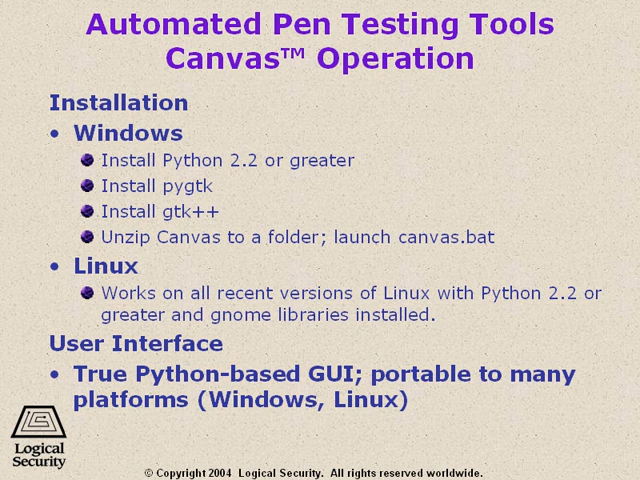 Automated Pen Testing Tools
Canvas™ Operation
Installation
• Windows
Install Python 2.2 or greater
Install pygtk
Install gtk++
Unzip Canvas to a folder; launch canvas.bat
• Linux
Works on all recent versions of Linux with Python 2.2 or
greater and gnome libraries installed.
User Interface
• True Python-based GUI; portable to many
platforms (Windows, Linux)
Logical
Security
© Copyright 2004 Logical Security. All rights reserved worldwide.